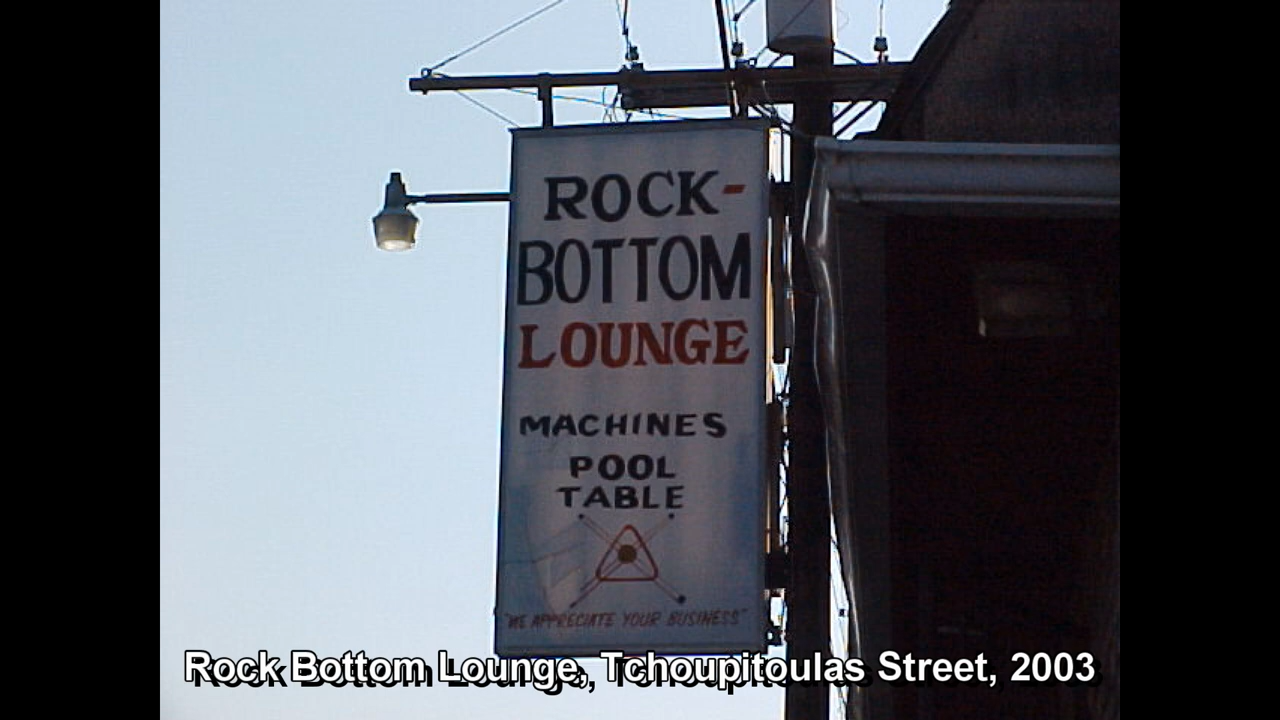 ROCK-
BOTTOM
LOUNGE
MACHINES
POOL
TABLE
"WE APPRECIATE YOUR BUSINESS"
Rock Bottom Lounge, Tchoupitoulas Street, 2003